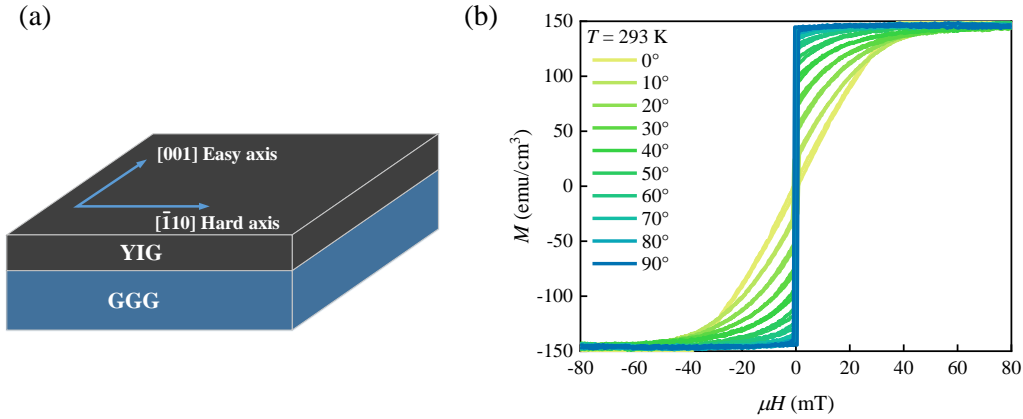 (a)
[001] Easy axis
[1̄10] Hard axis
YIG
GGG
(b)
M (emu/cm³)
150
100
50
0
-50
-100
-150
T = 293 K
0°
10°
20°
30°
40°
50°
60°
70°
80°
90°
-80 -60 -40 -20 0 20 40 60 80
μH (mT)